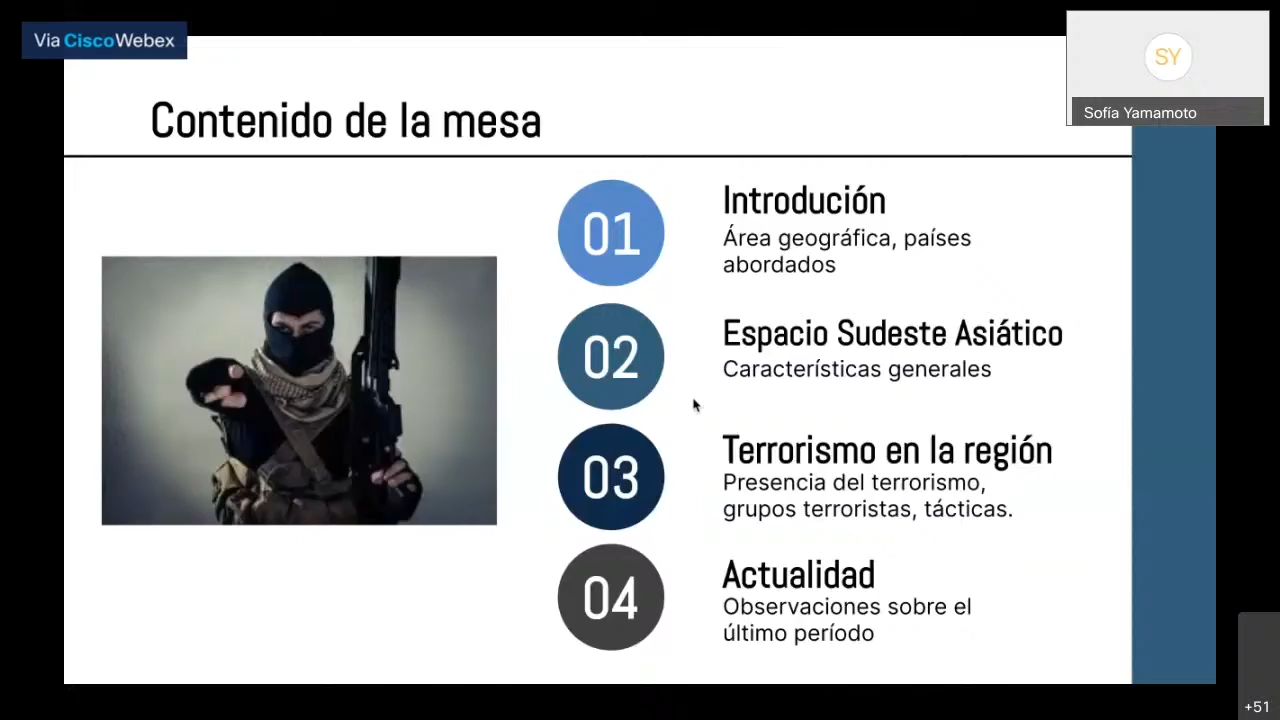 Via Cisco Webex
SY
Sofía Yamamoto
Contenido de la mesa
01
Introdución
Área geográfica, países
abordados
02
Espacio Sudeste Asiático
Características generales
03
Terrorismo en la región
Presencia del terrorismo,
grupos terroristas, tácticas.
04
Actualidad
Observaciones sobre el
último período
+51